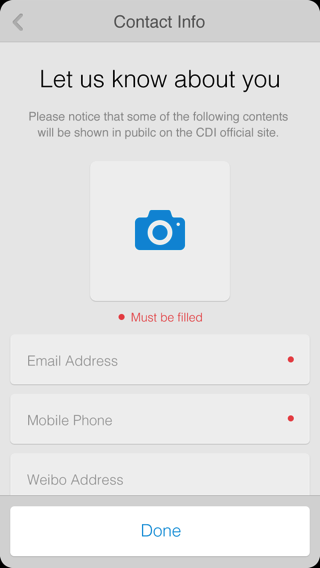 Contact Info
Let us know about you
Please notice that some of the following contents
will be shown in pubilc on the CDI official site.
Must be filled
Email Address
Mobile Phone
Weibo Address
Done